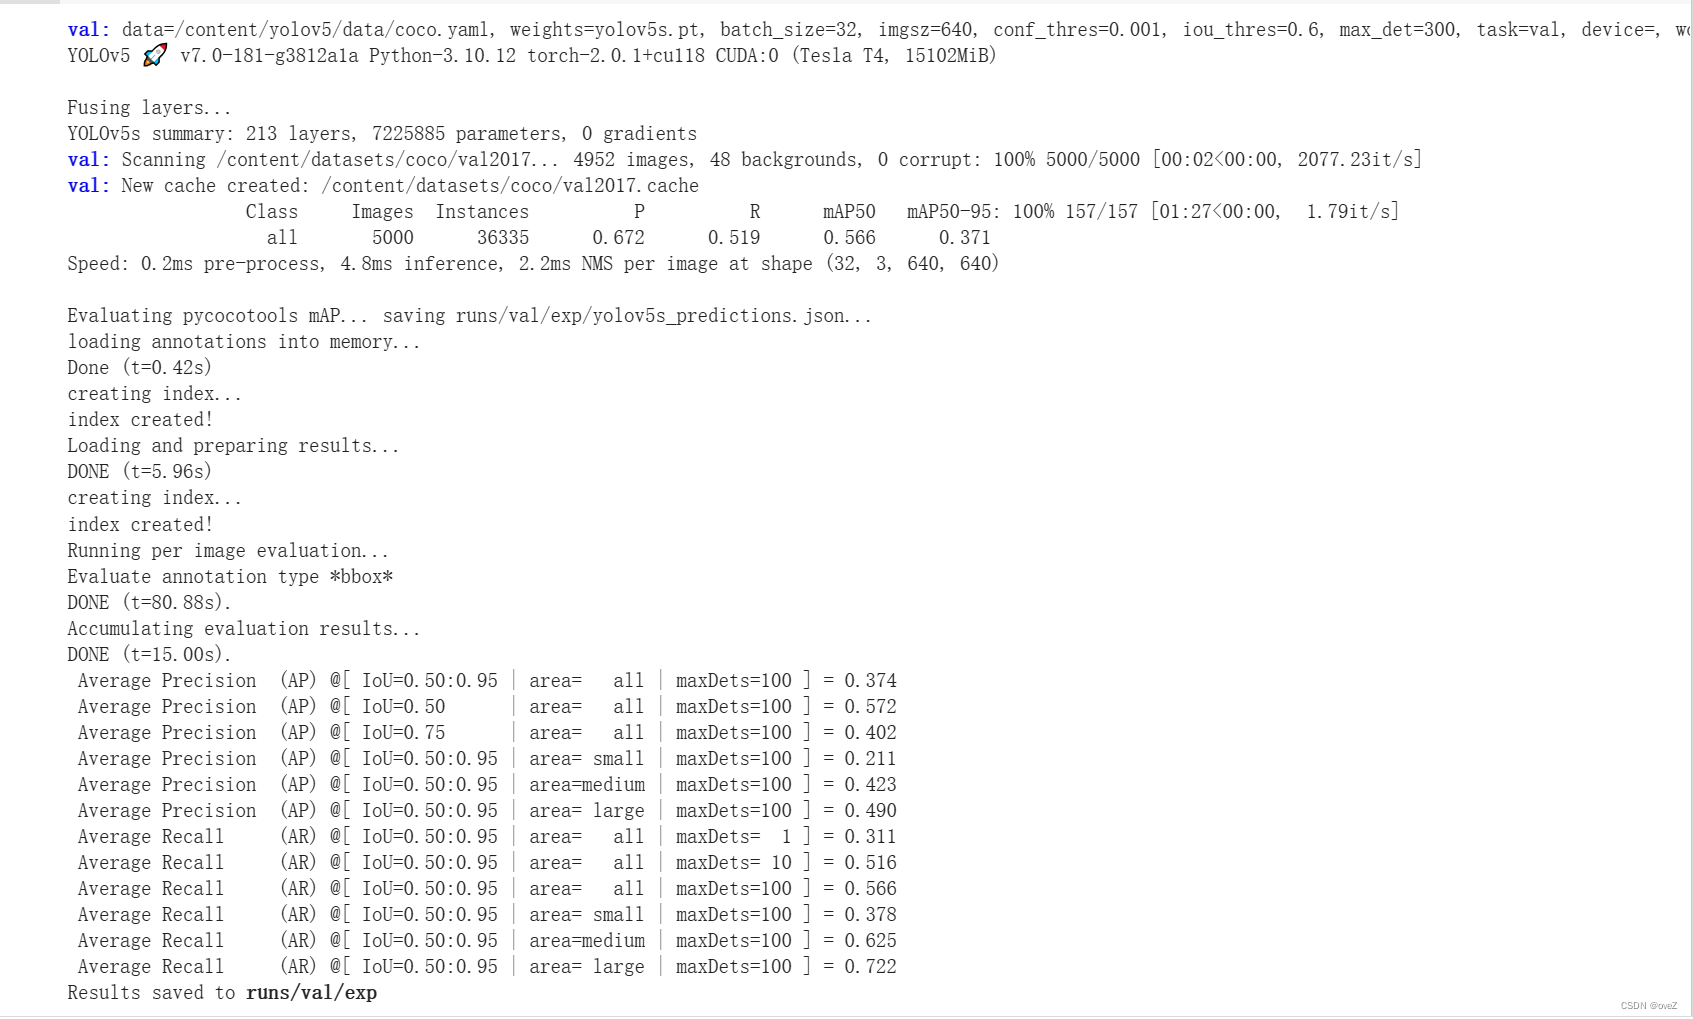 val: data=/content/yolov5/data/coco.yaml, weights=yolov5s.pt, batch_size=32, imgsz=640, conf_thres=0.001, iou_thres=0.6, max_det=300, task=val, device=,
YOLOv5 🚀 v7.0-181-g3812a1a Python-3.10.12 torch-2.0.1+cu118 CUDA:0 (Tesla T4, 15102MiB)
Fusing layers...
YOLOv5s summary: 213 layers, 7225885 parameters, 0 gradients
val: Scanning /content/datasets/coco/val2017... 4952 images, 48 backgrounds, 0 corrupt: 100% 5000/5000 [00:02<00:00, 2077.23it/s]
val: New cache created: /content/datasets/coco/val2017.cache
Class Images Instances P R mAP50 mAP50-95: 100% 157/157 [01:27<00:00, 1.79it/s]
all 5000 36335 0.672 0.519 0.566 0.371
Speed: 0.2ms pre-process, 4.8ms inference, 2.2ms NMS per image at shape (32, 3, 640, 640)
Evaluating pycocotools mAP... saving runs/val/exp/yolov5s_predictions.json...
loading annotations into memory...
Done (t=0.42s)
creating index...
index created!
Loading and preparing results...
DONE (t=5.96s)
creating index...
index created!
Running per image evaluation...
Evaluate annotation type *bbox*
DONE (t=80.88s).
Accumulating evaluation results...
DONE (t=15.00s).
Average Precision (AP) @[ IoU=0.50:0.95 | area= all | maxDets=100 ] = 0.374
Average Precision (AP) @[ IoU=0.50 | area= all | maxDets=100 ] = 0.572
Average Precision (AP) @[ IoU=0.75 | area= all | maxDets=100 ] = 0.402
Average Precision (AP) @[ IoU=0.50:0.95 | area= small | maxDets=100 ] = 0.211
Average Precision (AP) @[ IoU=0.50:0.95 | area=medium | maxDets=100 ] = 0.423
Average Precision (AP) @[ IoU=0.50:0.95 | area= large | maxDets=100 ] = 0.490
Average Recall (AR) @[ IoU=0.50:0.95 | area= all | maxDets= 1 ] = 0.311
Average Recall (AR) @[ IoU=0.50:0.95 | area= all | maxDets= 10 ] = 0.516
Average Recall (AR) @[ IoU=0.50:0.95 | area= all | maxDets=100 ] = 0.566
Average Recall (AR) @[ IoU=0.50:0.95 | area= small | maxDets=100 ] = 0.378
Average Recall (AR) @[ IoU=0.50:0.95 | area=medium | maxDets=100 ] = 0.625
Average Recall (AR) @[ IoU=0.50:0.95 | area= large | maxDets=100 ] = 0.722
Results saved to runs/val/exp
CSDN @oveZ